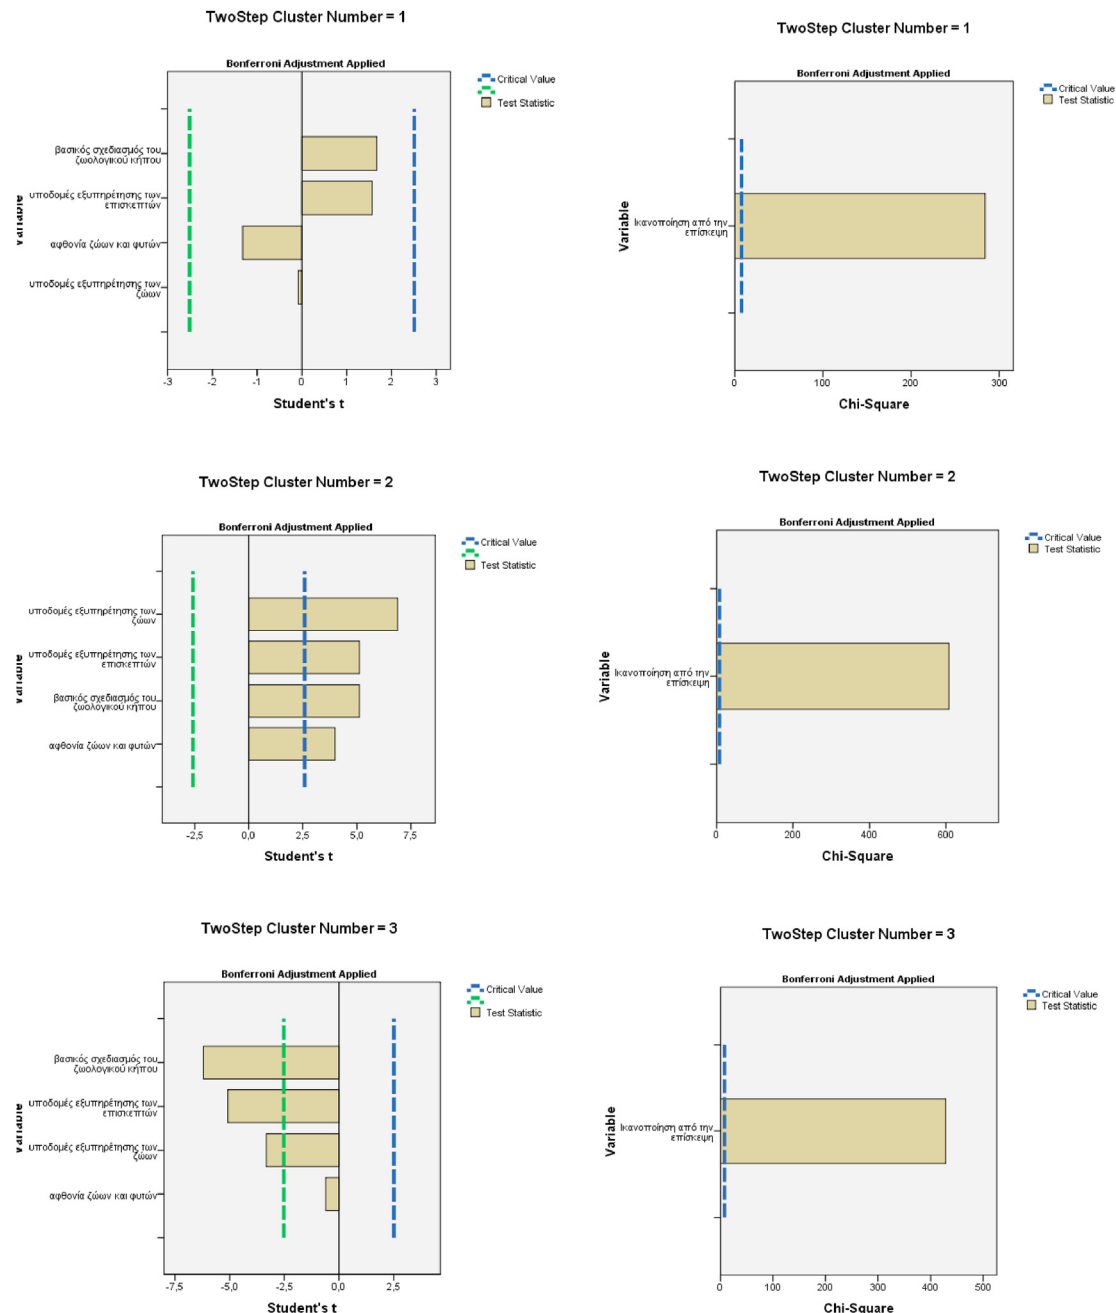 TwoStep Cluster Number = 1
Bonferroni Adjustment Applied
Critical Value
Test Statistic
Variable
βασικός σχεδιασμός του
ζωολογικού κήπου
υποδομές εξυπηρέτησης των
επισκεπτών
αφθονία ζώων και φυτών
υποδομές εξυπηρέτησης των
ζώων
-3 -2 -1 0 1 2 3
Student's t
TwoStep Cluster Number = 1
Bonferroni Adjustment Applied
Critical Value
Test Statistic
Variable
Ικανοποίηση από την
επίσκεψη
0 100 200 300
Chi-Square
TwoStep Cluster Number = 2
Bonferroni Adjustment Applied
Critical Value
Test Statistic
Variable
υποδομές εξυπηρέτησης των
ζώων
υποδομές εξυπηρέτησης των
επισκεπτών
βασικός σχεδιασμός του
ζωολογικού κήπου
αφθονία ζώων και φυτών
-2,5 0,0 2,5 5,0 7,5
Student's t
TwoStep Cluster Number = 2
Bonferroni Adjustment Applied
Critical Value
Test Statistic
Variable
Ικανοποίηση από την
επίσκεψη
0 200 400 600
Chi-Square
TwoStep Cluster Number = 3
Bonferroni Adjustment Applied
Critical Value
Test Statistic
Variable
βασικός σχεδιασμός του
ζωολογικού κήπου
υποδομές εξυπηρέτησης των
επισκεπτών
υποδομές εξυπηρέτησης των
ζώων
αφθονία ζώων και φυτών
-7,5 -5,0 -2,5 0,0 2,5
Student's t
TwoStep Cluster Number = 3
Bonferroni Adjustment Applied
Critical Value
Test Statistic
Variable
Ικανοποίηση από την
επίσκεψη
0 100 200 300 400 500
Chi-Square